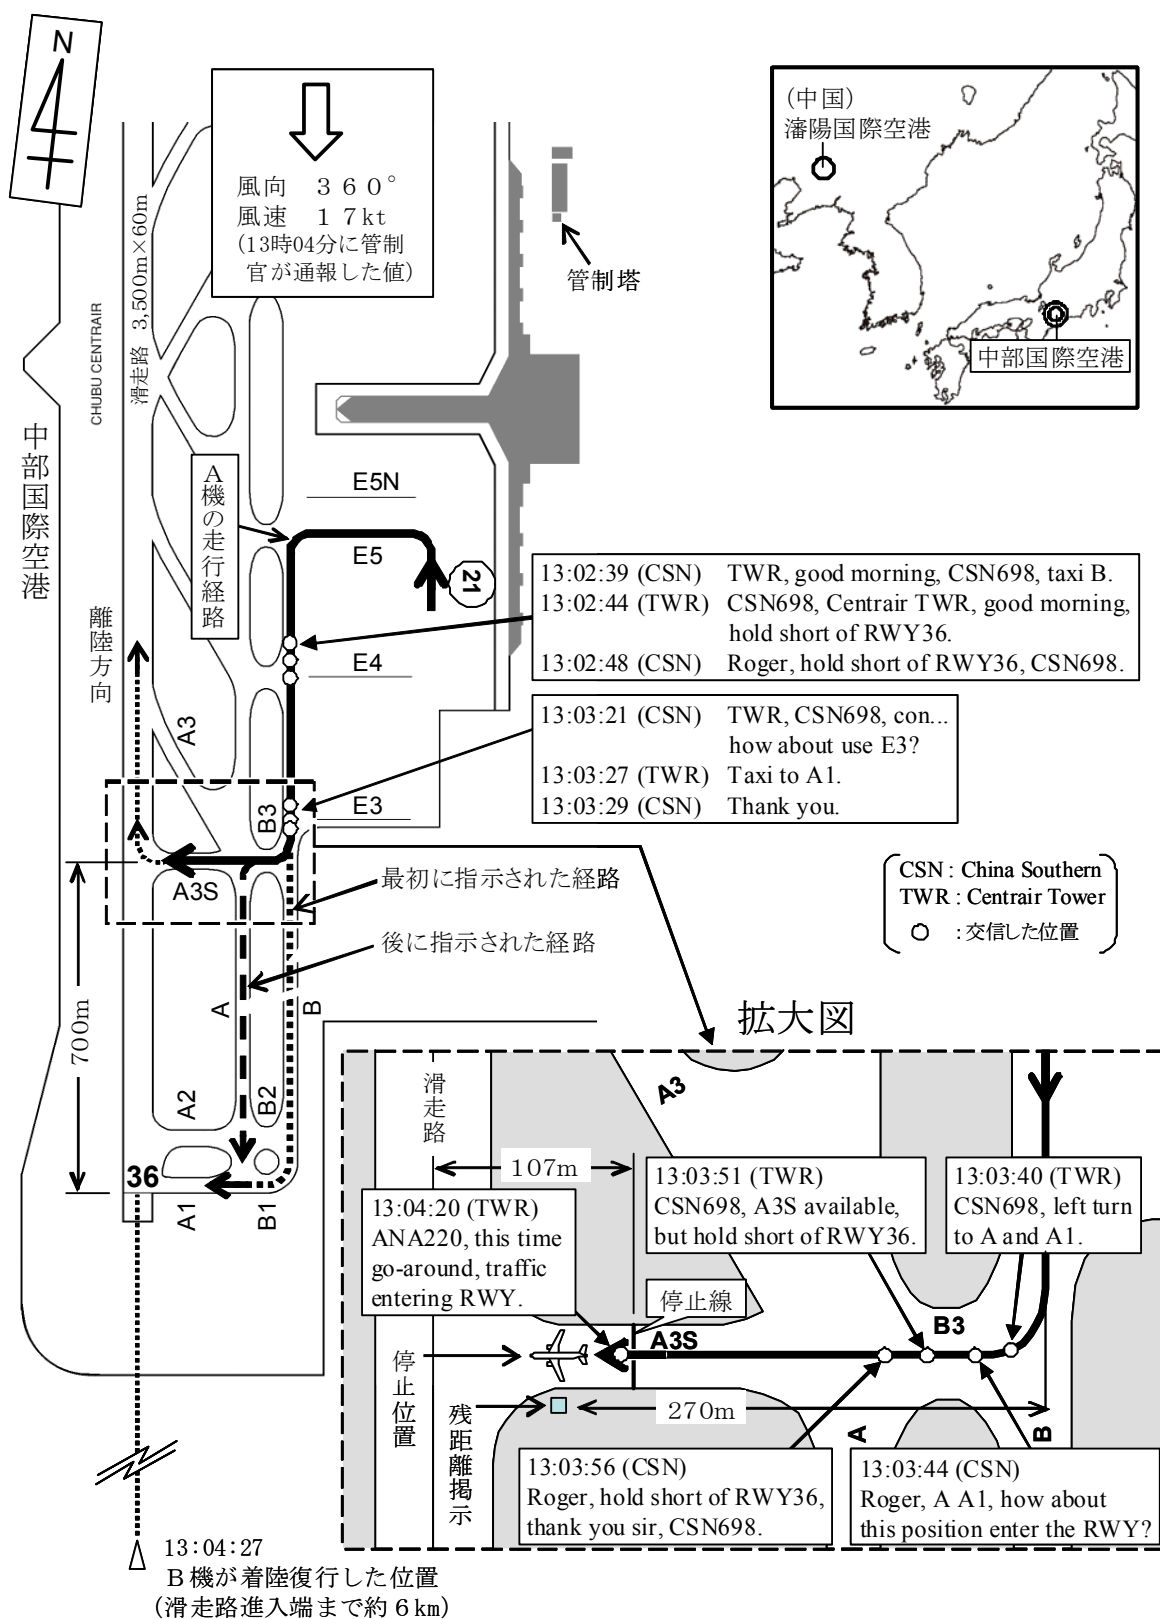 N
風向 360°
風速 17kt
(13時04分に管制
官が通報した値)
管制塔
(中国)
瀋陽国際空港
中部国際空港
滑走路 3,500m×60m
CHUBU CENTRAIR
中部国際空港
離陸方向
A機の走行経路
E5N
E5
21
E4
A3
B3
E3
A3S
13:02:39 (CSN) TWR, good morning, CSN698, taxi B.
13:02:44 (TWR) CSN698, Centrair TWR, good morning,
hold short of RWY36.
13:02:48 (CSN) Roger, hold short of RWY36, CSN698.
13:03:21 (CSN) TWR, CSN698, con...
how about use E3?
13:03:27 (TWR) Taxi to A1.
13:03:29 (CSN) Thank you.
CSN : China Southern
TWR : Centrair Tower
:交信した位置
最初に指示された経路
後に指示された経路
700m
A
B
A2
B2
36
A1
B1
13:04:27
B機が着陸復行した位置
(滑走路進入端まで約6km)
拡大図
滑走路
A3
107m
13:04:20 (TWR)
ANA220, this time
go-around, traffic
entering RWY.
13:03:51 (TWR)
CSN698, A3S available,
but hold short of RWY36.
13:03:40 (TWR)
CSN698, left turn
to A and A1.
停止線
A3S
B3
停止位置
残距離掲示
270m
A
B
13:03:56 (CSN)
Roger, hold short of RWY36,
thank you sir, CSN698.
13:03:44 (CSN)
Roger, A A1, how about
this position enter the RWY?